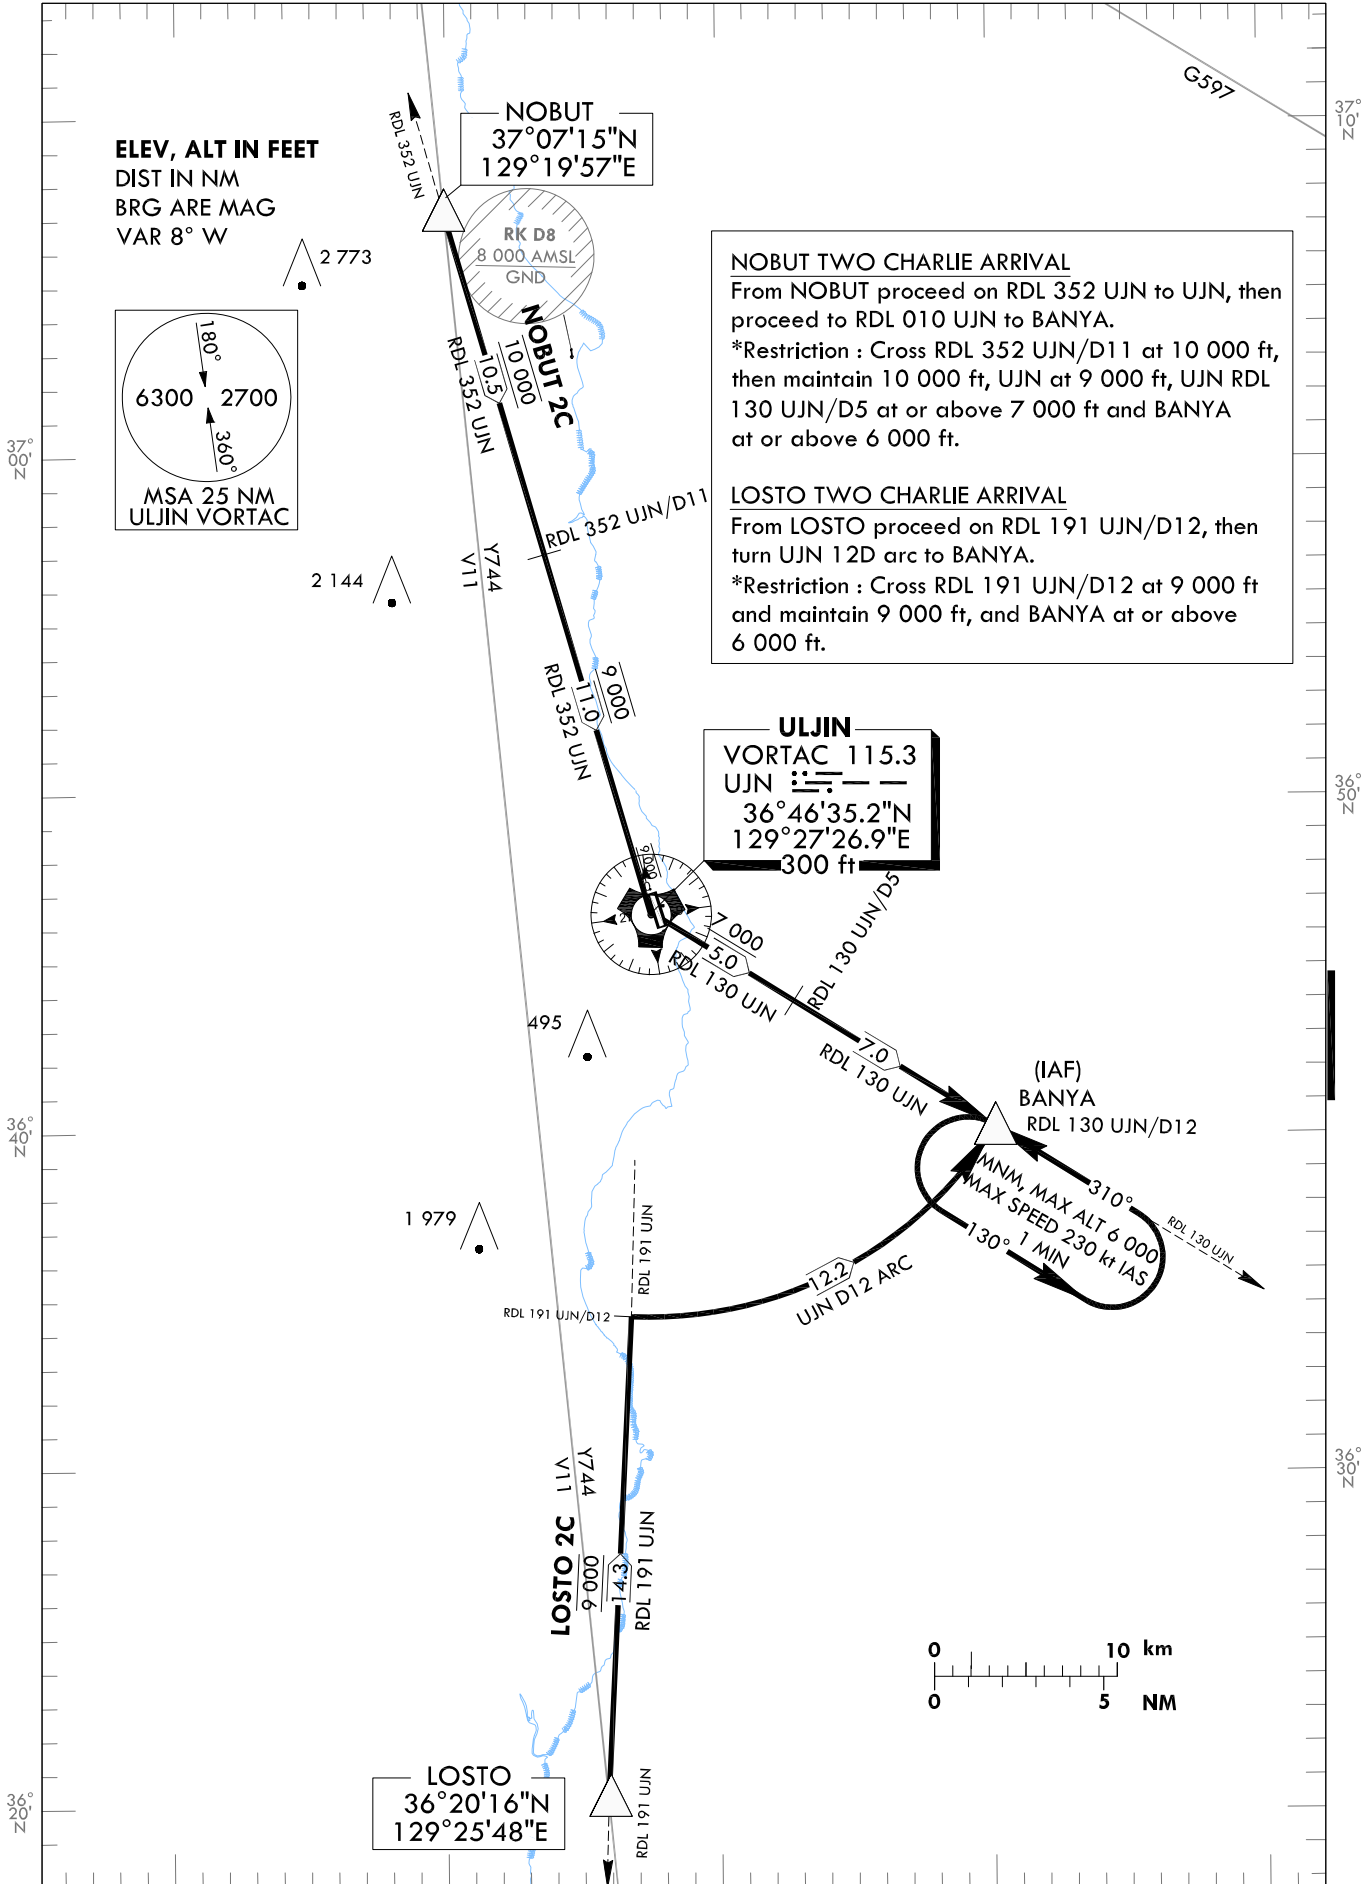 G597
37°
10'
N
NOBUT
37°07'15"N
129°19'57"E
RDL 352 UJN
ELEV, ALT IN FEET
DIST IN NM
BRG ARE MAG
VAR 8° W
2 773
RK D8
8 000 AMSL
GND
180°
6300 2700
360°
MSA 25 NM
ULJIN VORTAC
NOBUT TWO CHARLIE ARRIVAL
From NOBUT proceed on RDL 352 UJN to UJN, then
proceed to RDL 010 UJN to BANYA.
*Restriction : Cross RDL 352 UJN/D11 at 10 000 ft,
then maintain 10 000 ft, UJN at 9 000 ft, UJN RDL
130 UJN/D5 at or above 7 000 ft and BANYA
at or above 6 000 ft.
LOSTO TWO CHARLIE ARRIVAL
From LOSTO proceed on RDL 191 UJN/D12, then
turn UJN 12D arc to BANYA.
*Restriction : Cross RDL 191 UJN/D12 at 9 000 ft
and maintain 9 000 ft, and BANYA at or above
6 000 ft.
NOBUT 2C
10 000
10.5
RDL 352 UJN
37°
00'
N
RDL 352 UJN/D11
Y744
V11
2 144
9 000
11.0
RDL 352 UJN
ULJIN
VORTAC 115.3
UJN
36°46'35.2"N
129°27'26.9"E
300 ft
36°
50'
N
9 000
7 000
5.0
RDL 130 UJN
RDL 130 UJN/D5
495
7.0
RDL 130 UJN
(IAF)
BANYA
RDL 130 UJN/D12
36°
40'
N
MNM, MAX ALT 6 000
MAX SPEED 230 kt IAS
310°
130°
1 MIN
RDL 130 UJN
1 979
RDL 191 UJN
12.2
UJN D12 ARC
RDL 191 UJN/D12
36°
30'
N
Y744
V11
LOSTO 2C
9 000
14.3
RDL 191 UJN
0 10 km
0 5 NM
LOSTO
36°20'16"N
129°25'48"E
RDL 191 UJN
36°
20'
N